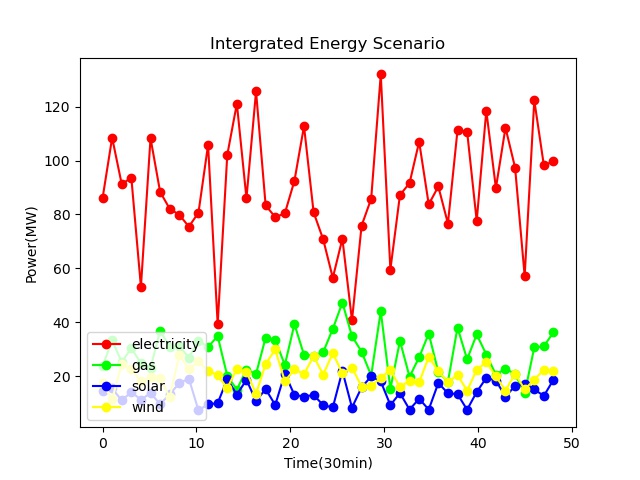 Intergrated Energy Scenario
Power(MW)
120
100
80
60
40
20
electricity
gas
solar
wind
0 10 20 30 40 50
Time(30min)